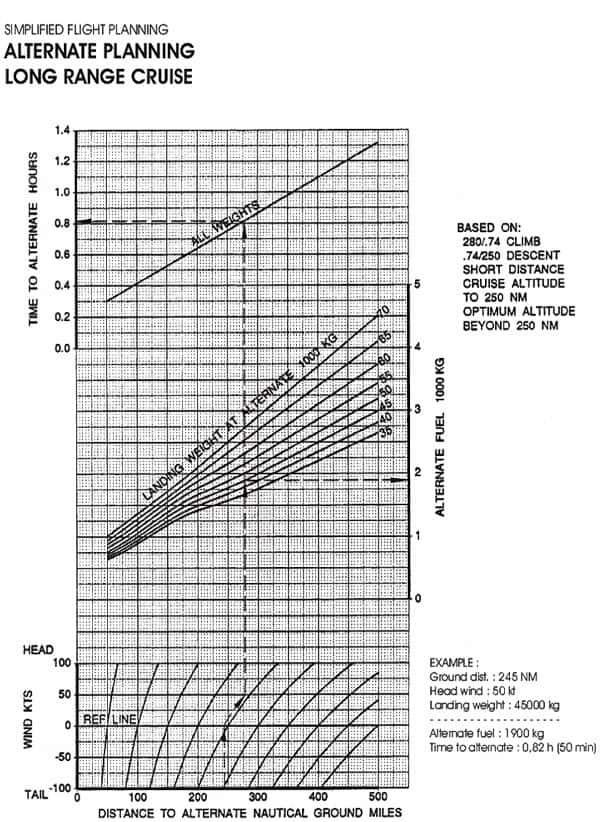 SIMPLIFIED FLIGHT PLANNING
ALTERNATE PLANNING
LONG RANGE CRUISE
TIME TO ALTERNATE HOURS
1.4
1.2
1.0
0.8
0.6
0.4
0.2
0.0
ALL WEIGHTS
BASED ON:
280/.74 CLIMB
.74/250 DESCENT
SHORT DISTANCE
CRUISE ALTITUDE
TO 250 NM
OPTIMUM ALTITUDE
BEYOND 250 NM
LANDING WEIGHT AT ALTERNATE 1000 KG
70
65
60
55
50
45
40
35
5
4
3
2
1
0
ALTERNATE FUEL 1000 KG
HEAD
100
50
0
-50
-100
TAIL
WIND KTS
REF LINE
0
100
200
300
400
500
DISTANCE TO ALTERNATE NAUTICAL GROUND MILES
EXAMPLE :
Ground dist. : 245 NM
Head wind : 50 kt
Landing weight : 45000 kg
- - - - - - - - - - - - - - - - - - -
Alternate fuel : 1900 kg
Time to alternate : 0,82 h (50 min)